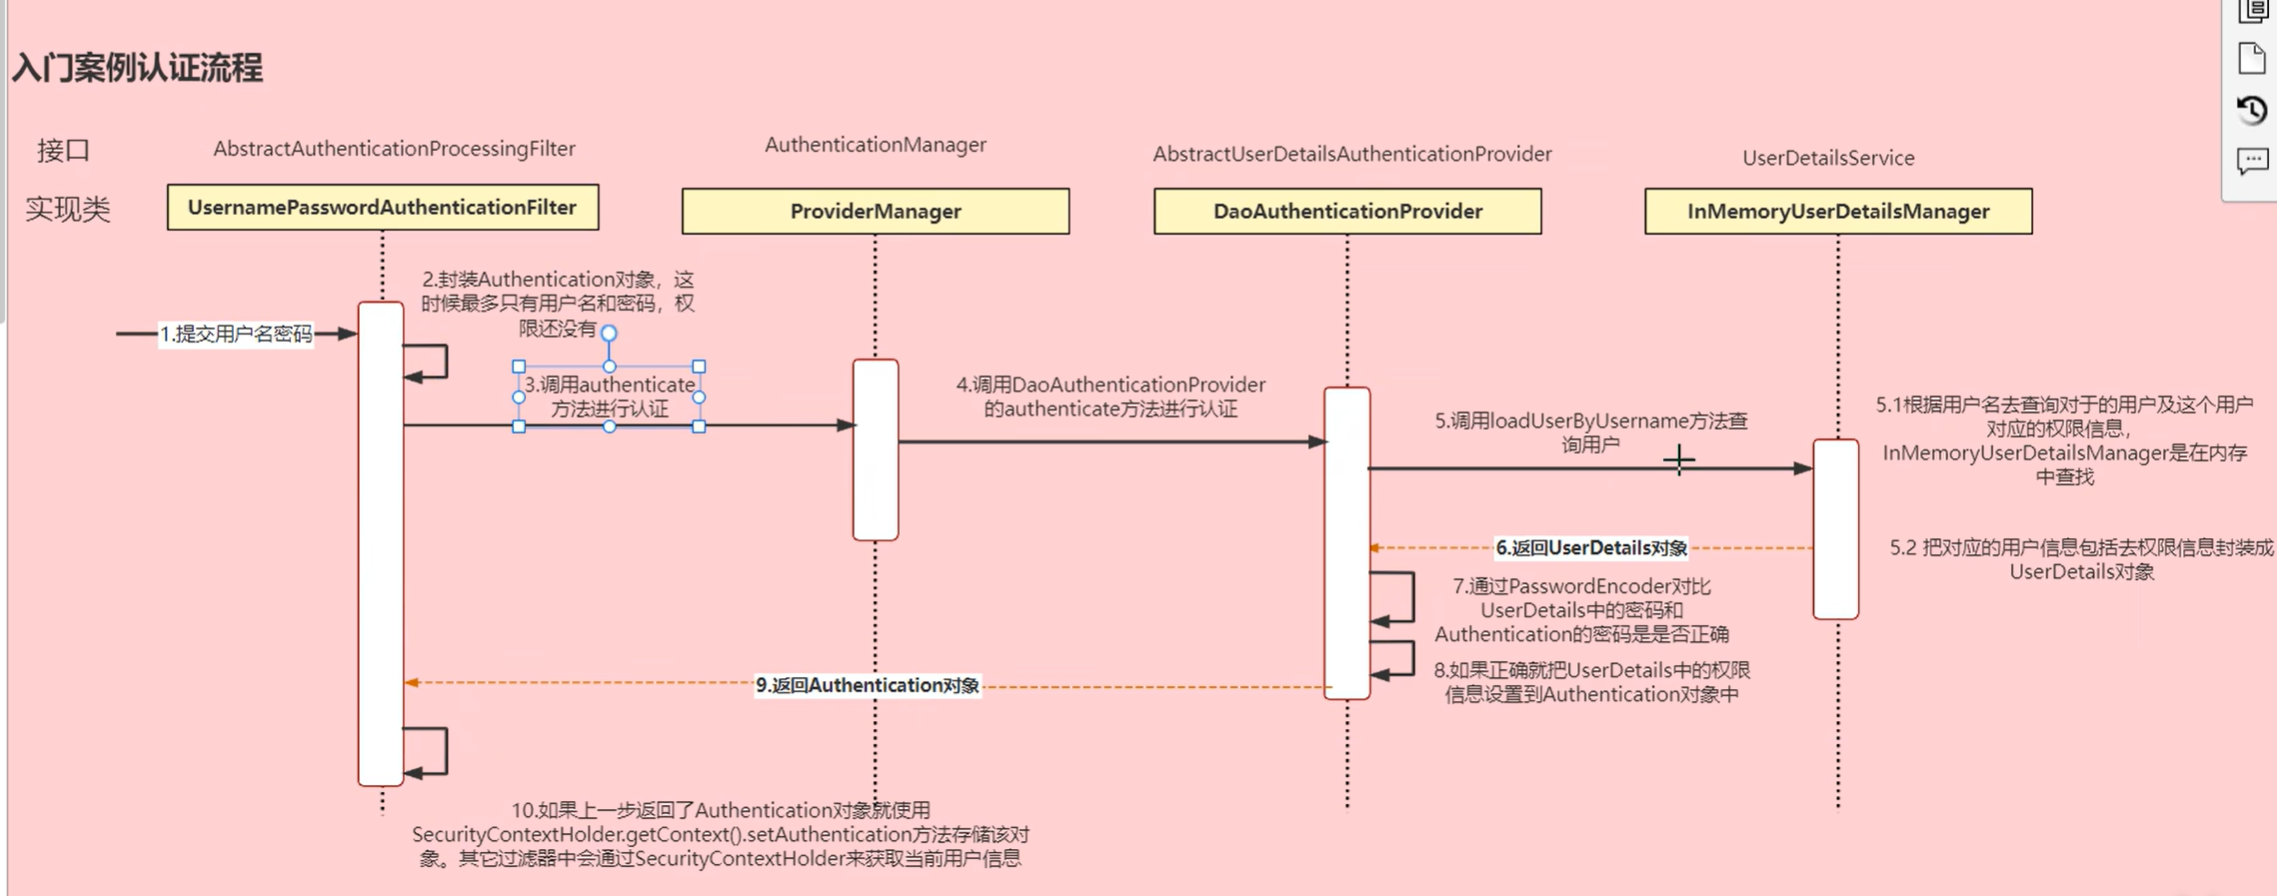 入门案例认证流程
接口
AbstractAuthenticationProcessingFilter
AuthenticationManager
AbstractUserDetailsAuthenticationProvider
UserDetailsService
实现类
UsernamePasswordAuthenticationFilter
ProviderManager
DaoAuthenticationProvider
InMemoryUserDetailsManager
1.提交用户名密码
2.封装Authentication对象，这
时候最多只有用户名和密码，权
限还没有
3.调用authenticate
方法进行认证
4.调用DaoAuthenticationProvider
的authenticate方法进行认证
5.调用loadUserByUsername方法查
询用户
5.1根据用户名去查询对于的用户及这个用户
对应的权限信息，
InMemoryUserDetailsManager是在内存
中查找
5.2 把对应的用户信息包括去权限信息封装成
UserDetails对象
6.返回UserDetails对象
7.通过PasswordEncoder对比
UserDetails中的密码和
Authentication的密码是是否正确
8.如果正确就把UserDetails中的权限
信息设置到Authentication对象中
9.返回Authentication对象
10.如果上一步返回了Authentication对象就使用
SecurityContextHolder.getContext().setAuthentication方法存储该对
象。其它过滤器中会通过SecurityContextHolder来获取当前用户信息